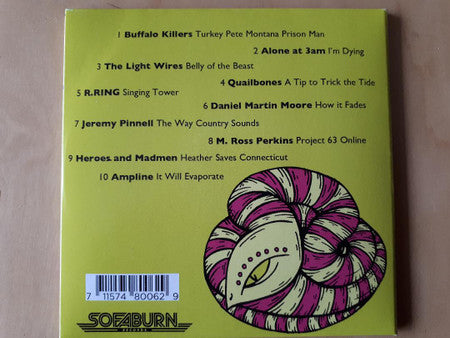 1 Buffalo Killers Turkey Pete Montana Prison Man
2 Alone at 3am I'm Dying
3 The Light Wires Belly of the Beast
4 Quailbones A Tip to Trick the Tide
5 R.RING Singing Tower
6 Daniel Martin Moore How it Fades
7 Jeremy Pinnell The Way Country Sounds
8 M. Ross Perkins Project 63 Online
9 Heroes and Madmen Heather Saves Connecticut
10 Ampline It Will Evaporate
7 11574 80062 9
SOFABURN
RECORDS